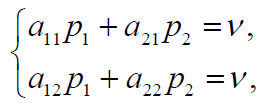 a₁₁p₁ + a₂₁p₂ = ν,
a₁₂p₁ + a₂₂p₂ = ν,